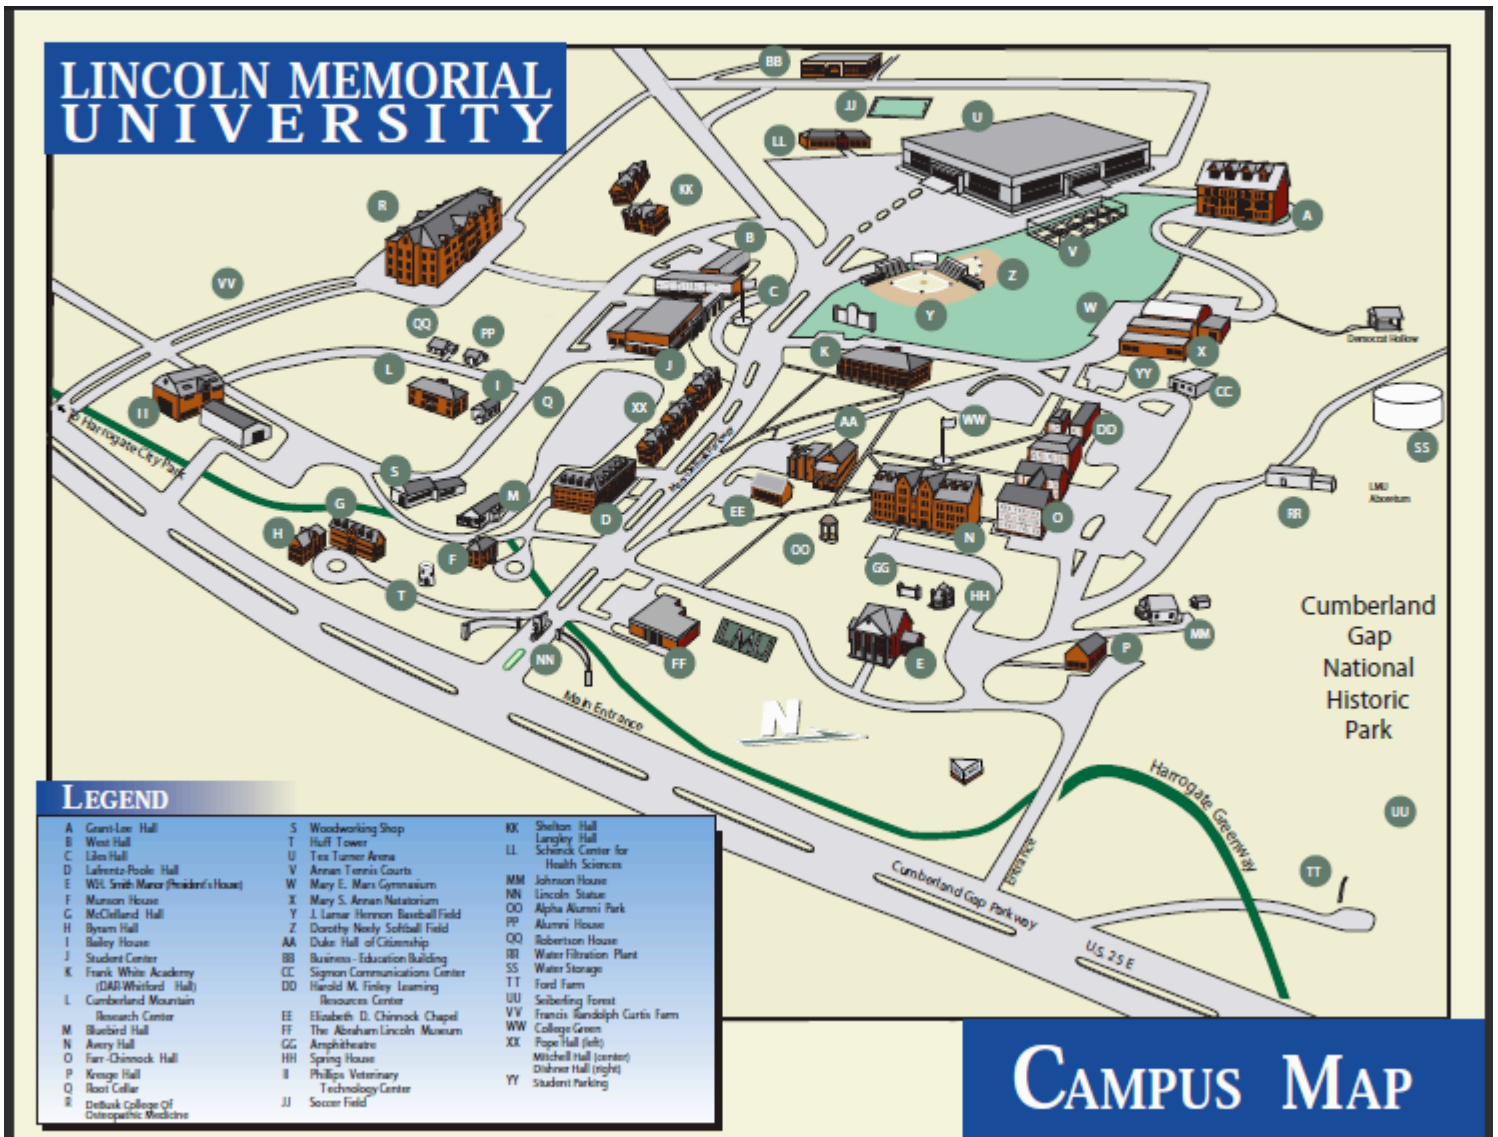 LINCOLN MEMORIAL
UNIVERSITY
BB
JJ
U
LL
KK
R
A
B
V
VV
Z
C
W
Y
QQ
PP
Democrat Hollow
K
X
J
L
YY
I
CC
Q
XX
II
WW
AA
DD
SS
To Harrogate City Park
S
LMU
Arboretum
M
G
EE
RR
D
O
H
N
OO
F
GG
T
HH
Cumberland
Gap
National
Historic
Park
MM
LMU
NN
FF
E
P
Main Entrance
N
Harrogate Greenway
UU
Entrance
TT
Cumberland Gap Parkway
U.S. 25 E
LEGEND
A Grant-Lee Hall
B West Hall
C Liles Hall
D Lafrentz-Poole Hall
E W.H. Smith Manor (President's House)
F Munson House
G McClelland Hall
H Byram Hall
I Bailey House
J Student Center
K Frank White Academy
(DAR-Whitford Hall)
L Cumberland Mountain
Research Center
M Bluebird Hall
N Avery Hall
O Farr-Chinnock Hall
P Kresge Hall
Q Root Cellar
R DeBusk College Of
Osteopathic Medicine
S Woodworking Shop
T Huff Tower
U Tex Turner Arena
V Annan Tennis Courts
W Mary E. Mars Gymnasium
X Mary S. Annan Natatorium
Y J. Lamar Hennon Baseball Field
Z Dorothy Neely Softball Field
AA Duke Hall of Citizenship
BB Business-Education Building
CC Sigmon Communications Center
DD Harold M. Finley Learning
Resources Center
EE Elizabeth D. Chinnock Chapel
FF The Abraham Lincoln Museum
GG Amphitheatre
HH Spring House
II Phillips Veterinary
Technology Center
JJ Soccer Field
KK Shelton Hall
Langley Hall
LL Schenck Center for
Health Sciences
MM Johnson House
NN Lincoln Statue
OO Alpha Alumni Park
PP Alumni House
QQ Robertson House
RR Water Filtration Plant
SS Water Storage
TT Ford Farm
UU Seiberling Forest
VV Francis Randolph Curtis Farm
WW College Green
XX Pope Hall (left)
Mitchell Hall (center)
Dishner Hall (right)
YY Student Parking
CAMPUS MAP